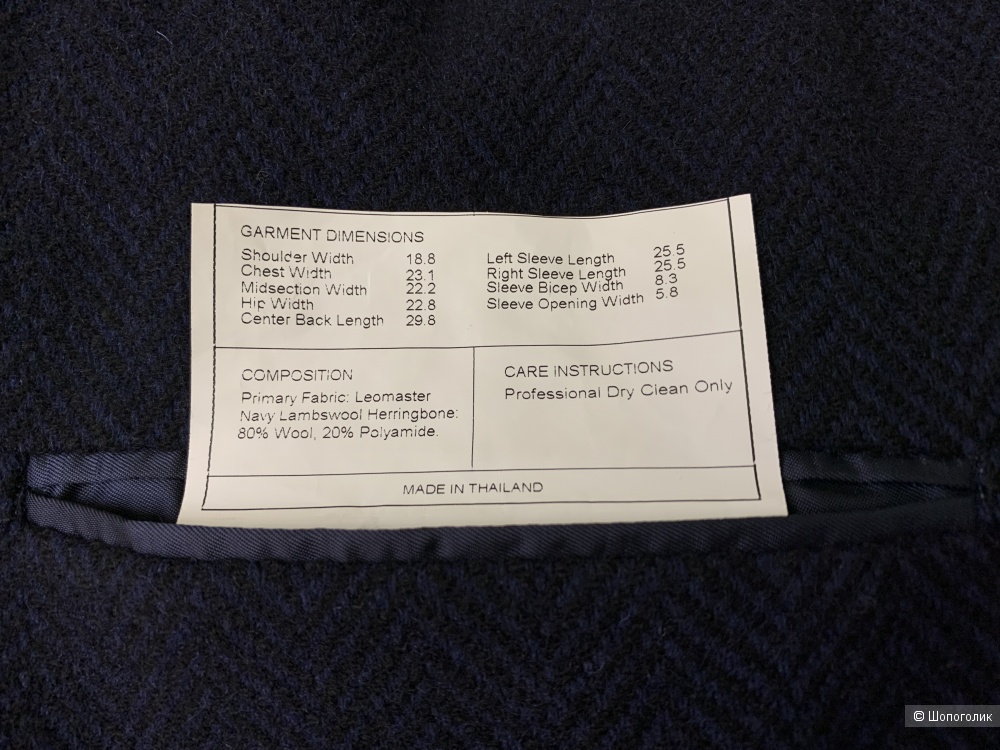 GARMENT DIMENSIONS
Shoulder Width 18.8
Chest Width 23.1
Midsection Width 22.2
Hip Width 22.8
Center Back Length 29.8
Left Sleeve Length 25.5
Right Sleeve Length 25.5
Sleeve Bicep Width 8.3
Sleeve Opening Width 5.8
COMPOSITION
Primary Fabric: Leomaster
Navy Lambswool Herringbone:
80% Wool, 20% Polyamide.
CARE INSTRUCTIONS
Professional Dry Clean Only
MADE IN THAILAND
© Шопоголик